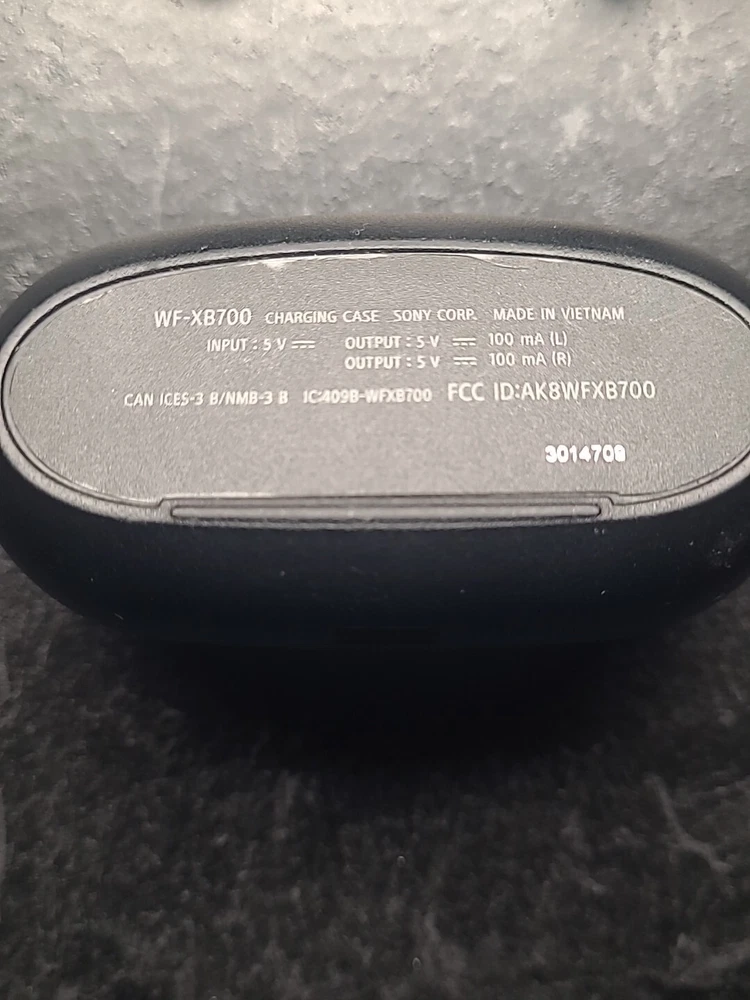 WF-XB700 CHARGING CASE SONY CORP. MADE IN VIETNAM
INPUT : 5 V ⎓ OUTPUT : 5 V ⎓ 100 mA (L)
OUTPUT : 5 V ⎓ 100 mA (R)
CAN ICES-3 B/NMB-3 B IC:409B-WFXB700 FCC ID:AK8WFXB700
3014708